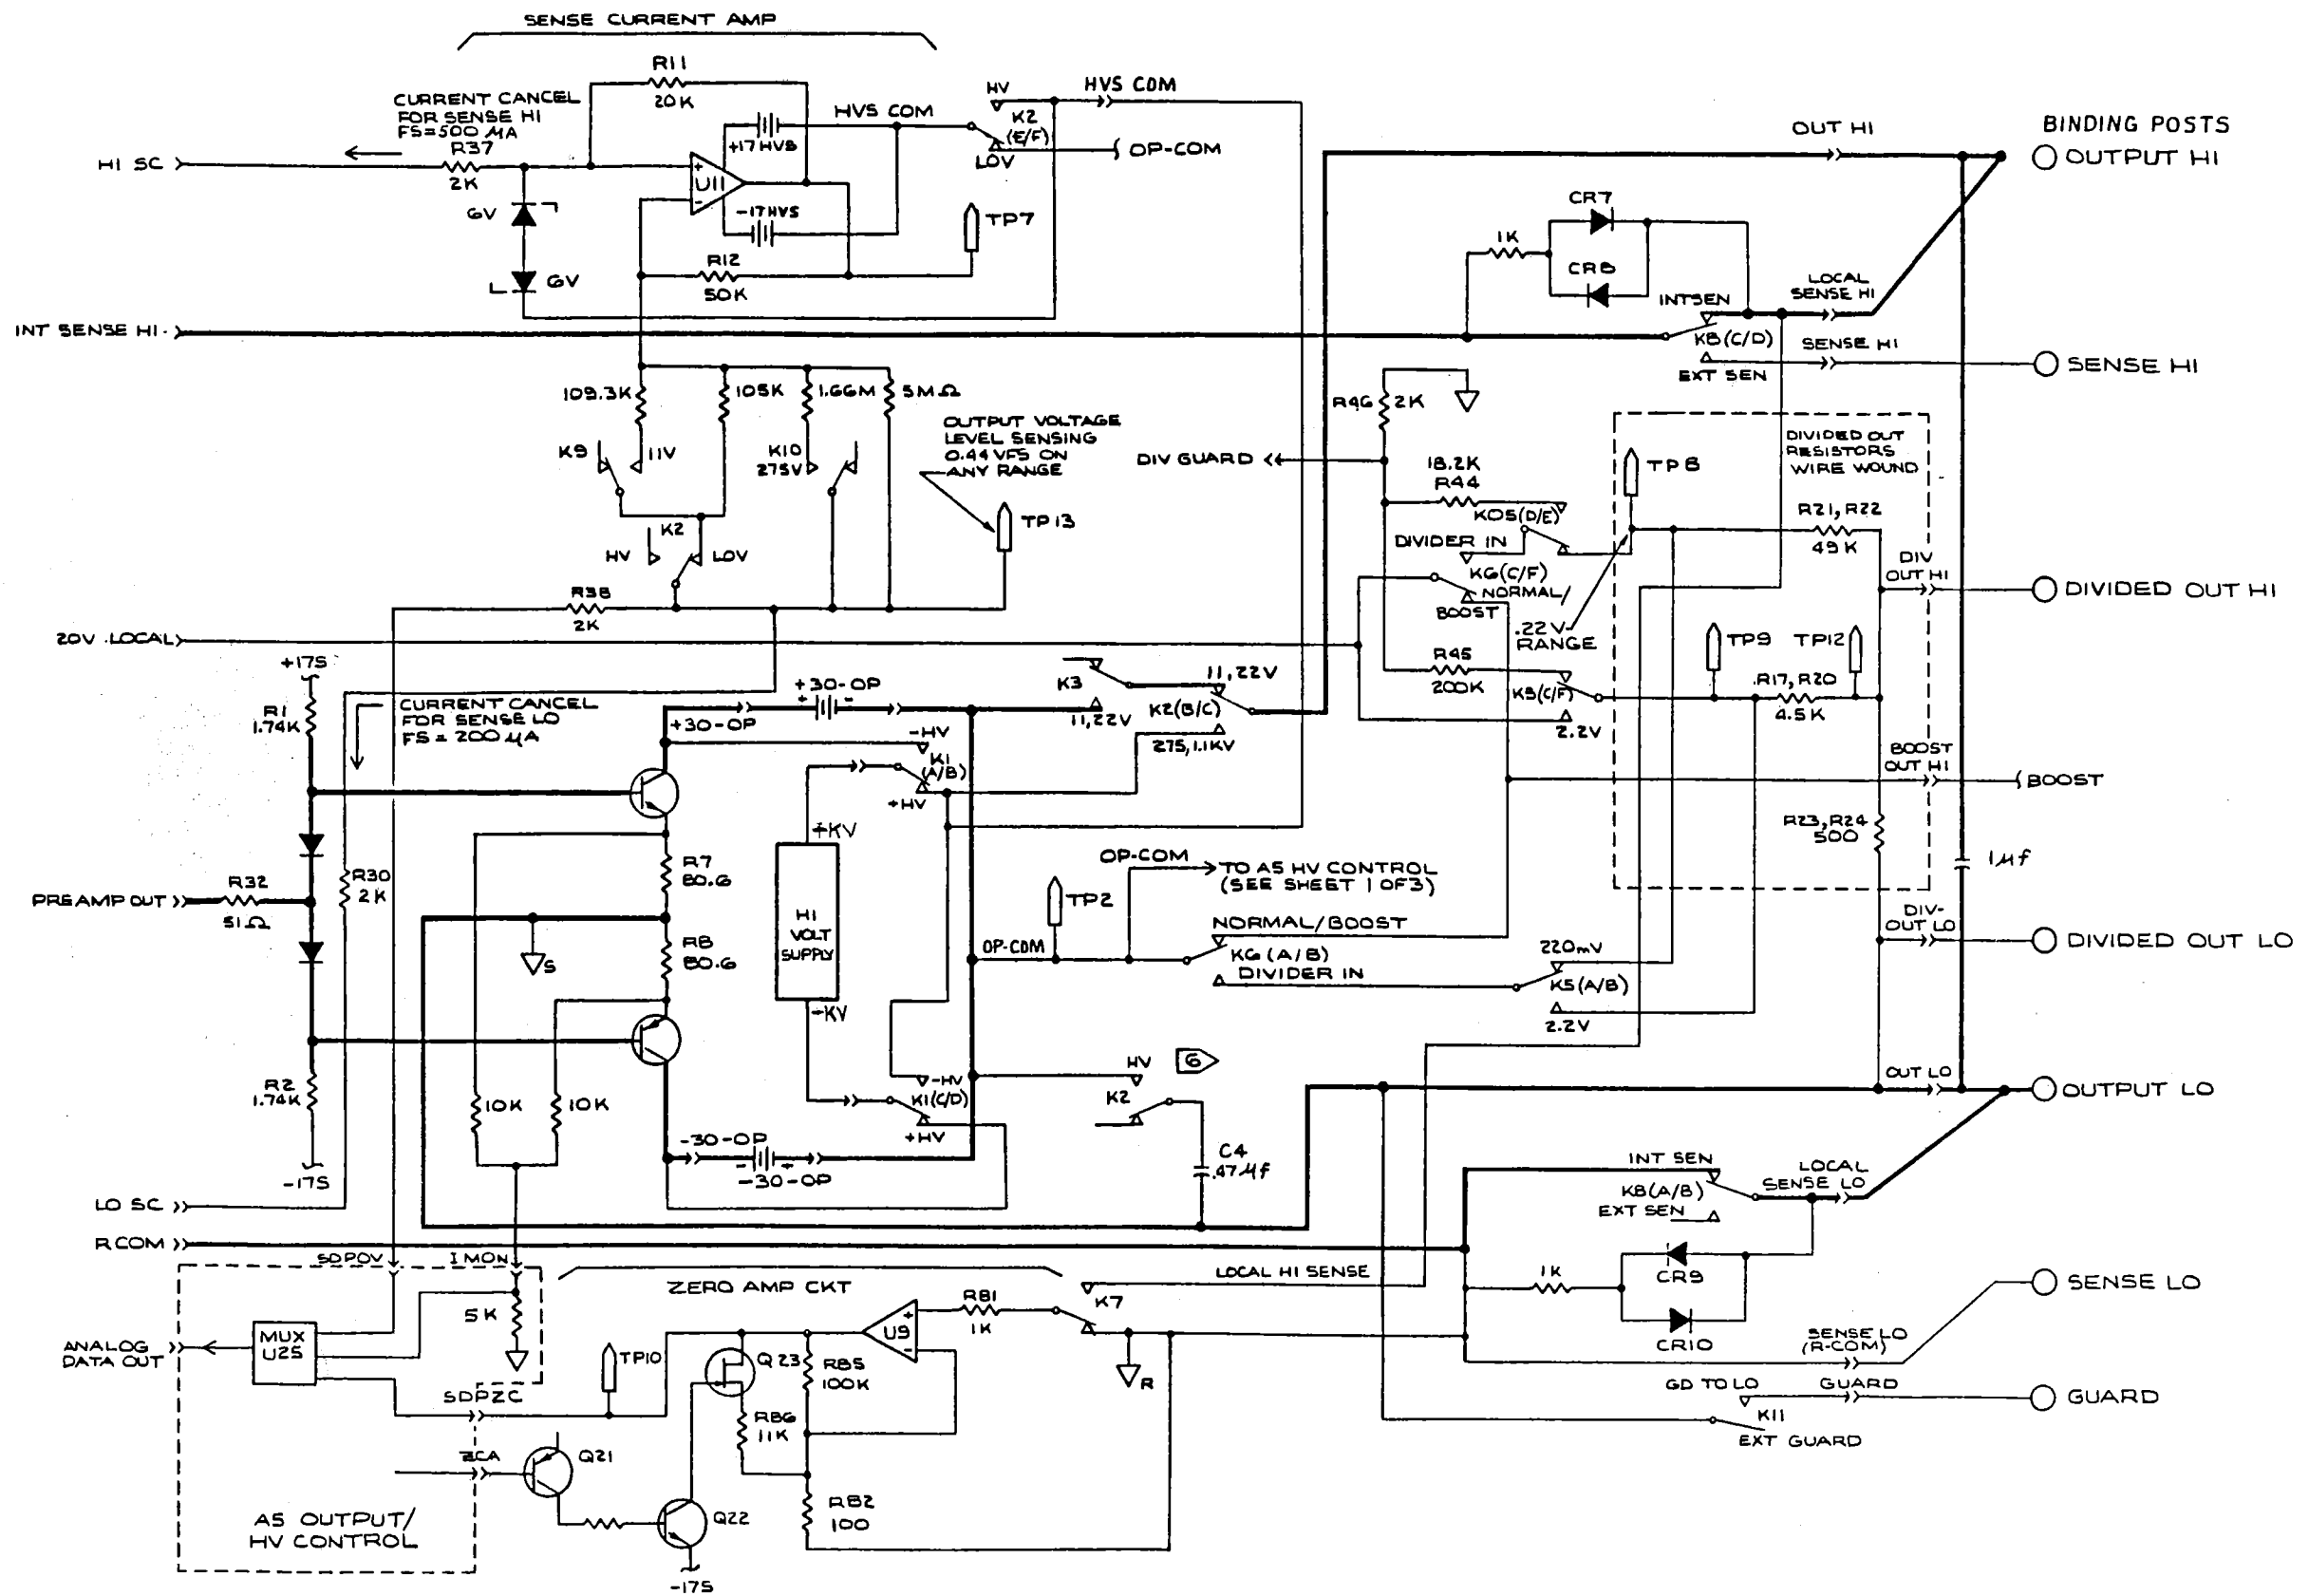 SENSE CURRENT AMP
R11
20K
CURRENT CANCEL
FOR SENSE HI
FS=500 µA
R37
2K
HI SC
6V
6V
+17HVS
U11
+
-
-17HVS
HVS COM
HV
K2
(E/F)
LOV
HVS COM
OP-COM
TP7
R12
50K
OUT HI
BINDING POSTS
OUTPUT HI
CR7
1K
CR8
LOCAL
SENSE HI
INT SEN
K8(C/D)
SENSE HI
EXT SEN
SENSE HI
INT SENSE HI
109.3K
105K
1.66M
5MΩ
K9
11V
K10
275V
K2
HV
LOV
OUTPUT VOLTAGE
LEVEL SENSING
0.44 VFS ON
ANY RANGE
TP13
R38
2K
R46
2K
DIV GUARD
18.2K
R44
K05(D/E)
DIVIDER IN
K6(C/F)
NORMAL/
BOOST
.22V
RANGE
TP8
DIVIDED OUT
RESISTORS
WIRE WOUND
R21, R22
49K
DIV
OUT HI
DIVIDED OUT HI
TP9
TP12
R17, R20
4.5K
R45
200K
K5(C/F)
2.2V
20V LOCAL
+17S
R1
1.74K
CURRENT CANCEL
FOR SENSE LO
FS = 200 µA
+30-OP
+30-OP
+
-
K3
11,22V
11,22V
K2(B/C)
275,1.1KV
-HV
K1
(A/B)
+HV
+KV
HI
VOLT
SUPPLY
-KV
BOOST
OUT HI
BOOST
R23, R24
500
1µf
R7
80.6
R8
80.6
R30
2K
PREAMP OUT
R32
51Ω
S
OP-COM
TO A5 HV CONTROL
(SEE SHEET 1 OF 3)
TP2
OP-COM
NORMAL/BOOST
K6(A/B)
DIVIDER IN
220mV
K5(A/B)
2.2V
DIV-
OUT LO
DIVIDED OUT LO
R2
1.74K
-17S
10K
10K
-HV
K1(C/D)
+HV
HV
6
K2
C4
.47µf
-30-OP
-
+
-30-OP
OUT LO
OUTPUT LO
LO SC
R COM
INT SEN
K8(A/B)
EXT SEN
LOCAL
SENSE LO
SDPOV
I MON
5K
ZERO AMP CKT
LOCAL HI SENSE
K7
R81
1K
U9
+
-
R
1K
CR9
CR10
SENSE LO
SENSE LO
(R-COM)
ANALOG
DATA OUT
MUX
U25
TP10
SDPZC
Q23
R85
100K
R86
11K
ZCA
Q21
Q22
R82
100
-17S
GD TO LO
GUARD
GUARD
K11
EXT GUARD
A5 OUTPUT/
HV CONTROL